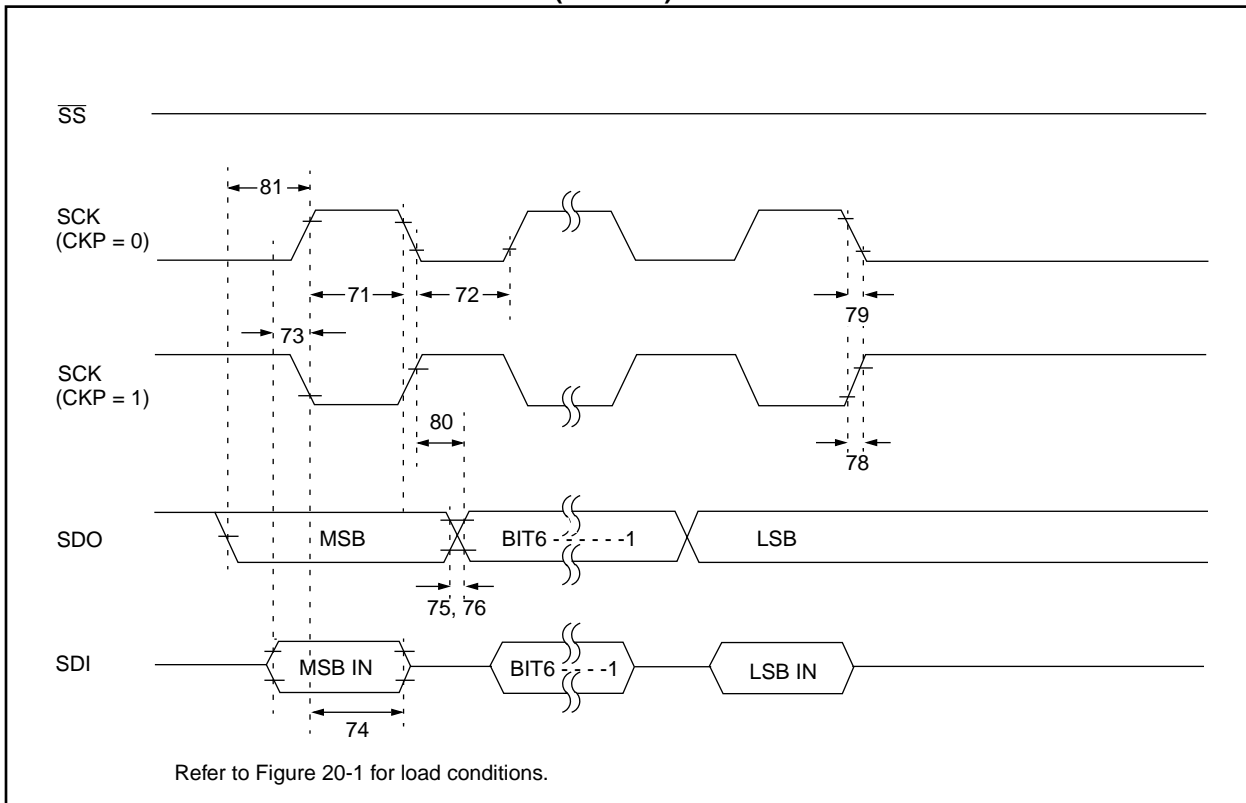 SS
81
SCK
(CKP = 0)
71
72
79
73
SCK
(CKP = 1)
80
78
SDO
MSB
BIT6 - - - - - -1
LSB
75, 76
SDI
MSB IN
BIT6 - - - - -1
LSB IN
74
Refer to Figure 20-1 for load conditions.